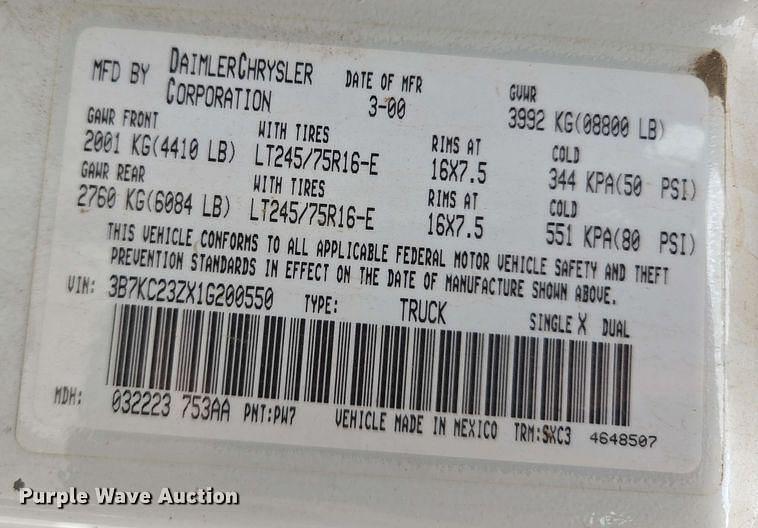 MFD BY DAIMLERCHRYSLER CORPORATION DATE OF MFR 3-00 GVWR 3992 KG(08800 LB)
GAWR FRONT WITH TIRES RIMS AT COLD
2001 KG(4410 LB) LT245/75R16-E 16X7.5 344 KPA(50 PSI)
GAWR REAR WITH TIRES RIMS AT COLD
2760 KG(6084 LB) LT245/75R16-E 16X7.5 551 KPA(80 PSI)
THIS VEHICLE CONFORMS TO ALL APPLICABLE FEDERAL MOTOR VEHICLE SAFETY AND THEFT
PREVENTION STANDARDS IN EFFECT ON THE DATE OF MANUFACTURE SHOWN ABOVE.
VIN: 3B7KC23ZX1G200550 TYPE: TRUCK SINGLE X DUAL
MDH: 032223 753AA PNT:PW7 VEHICLE MADE IN MEXICO TRM:SXC3 4648507
Purple Wave Auction